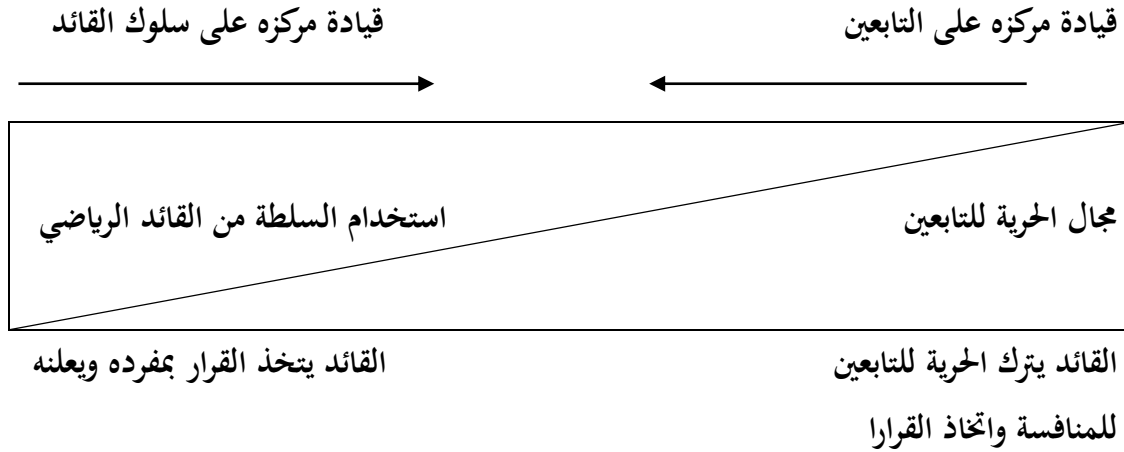 قيادة مركزه على التابعين
قيادة مركزه على سلوك القائد
مجال الحرية للتابعين
استخدام السلطة من القائد الرياضي
القائد يترك الحرية للتابعين
للمنافسة واتخاذ القرارا
القائد يتخذ القرار بمفرده ويعلنه